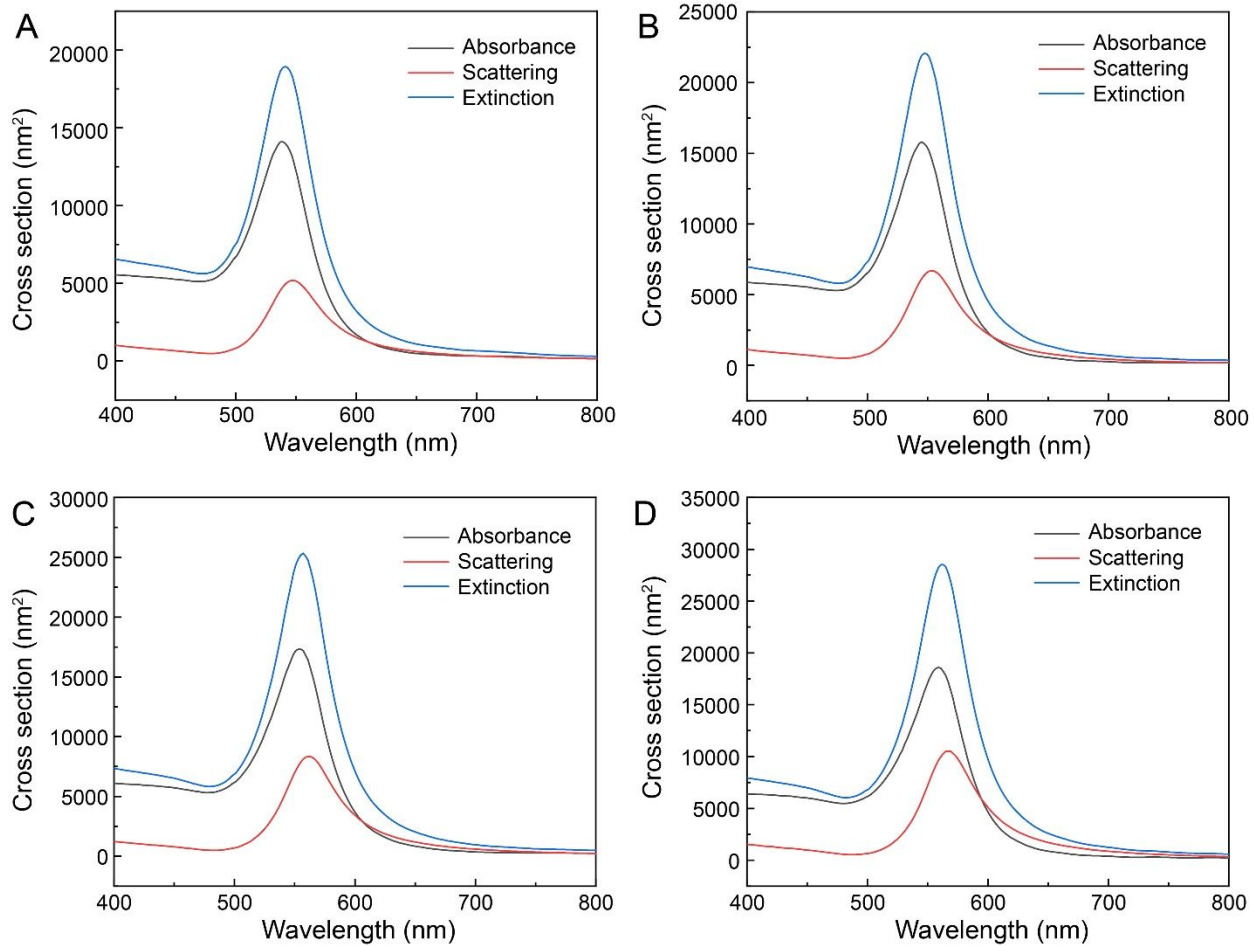 A
20000
15000
10000
5000
0
Cross section (nm²)
Absorbance
Scattering
Extinction
400 500 600 700 800
Wavelength (nm)
B
25000
20000
15000
10000
5000
0
Cross section (nm²)
Absorbance
Scattering
Extinction
400 500 600 700 800
Wavelength (nm)
C
30000
25000
20000
15000
10000
5000
0
Cross section (nm²)
Absorbance
Scattering
Extinction
400 500 600 700 800
Wavelength (nm)
D
35000
30000
25000
20000
15000
10000
5000
0
Cross section (nm²)
Absorbance
Scattering
Extinction
400 500 600 700 800
Wavelength (nm)